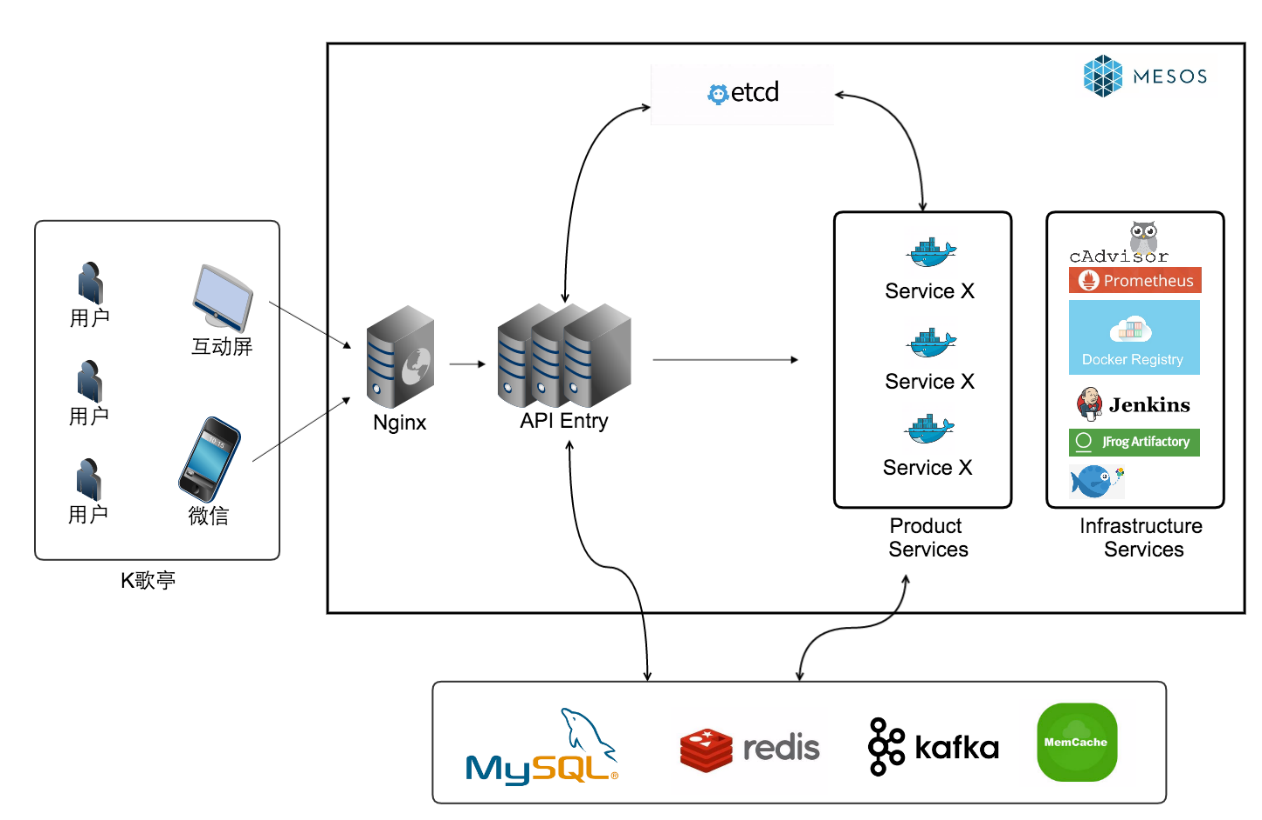 MESOS
etcd
用户
用户
用户
互动屏
微信
K歌亭
Nginx
API Entry
Service X
Service X
Service X
Product
Services
cAdvisor
Prometheus
Docker Registry
Jenkins
JFrog Artifactory
Infrastructure
Services
MySQL®
redis
kafka
MemCache